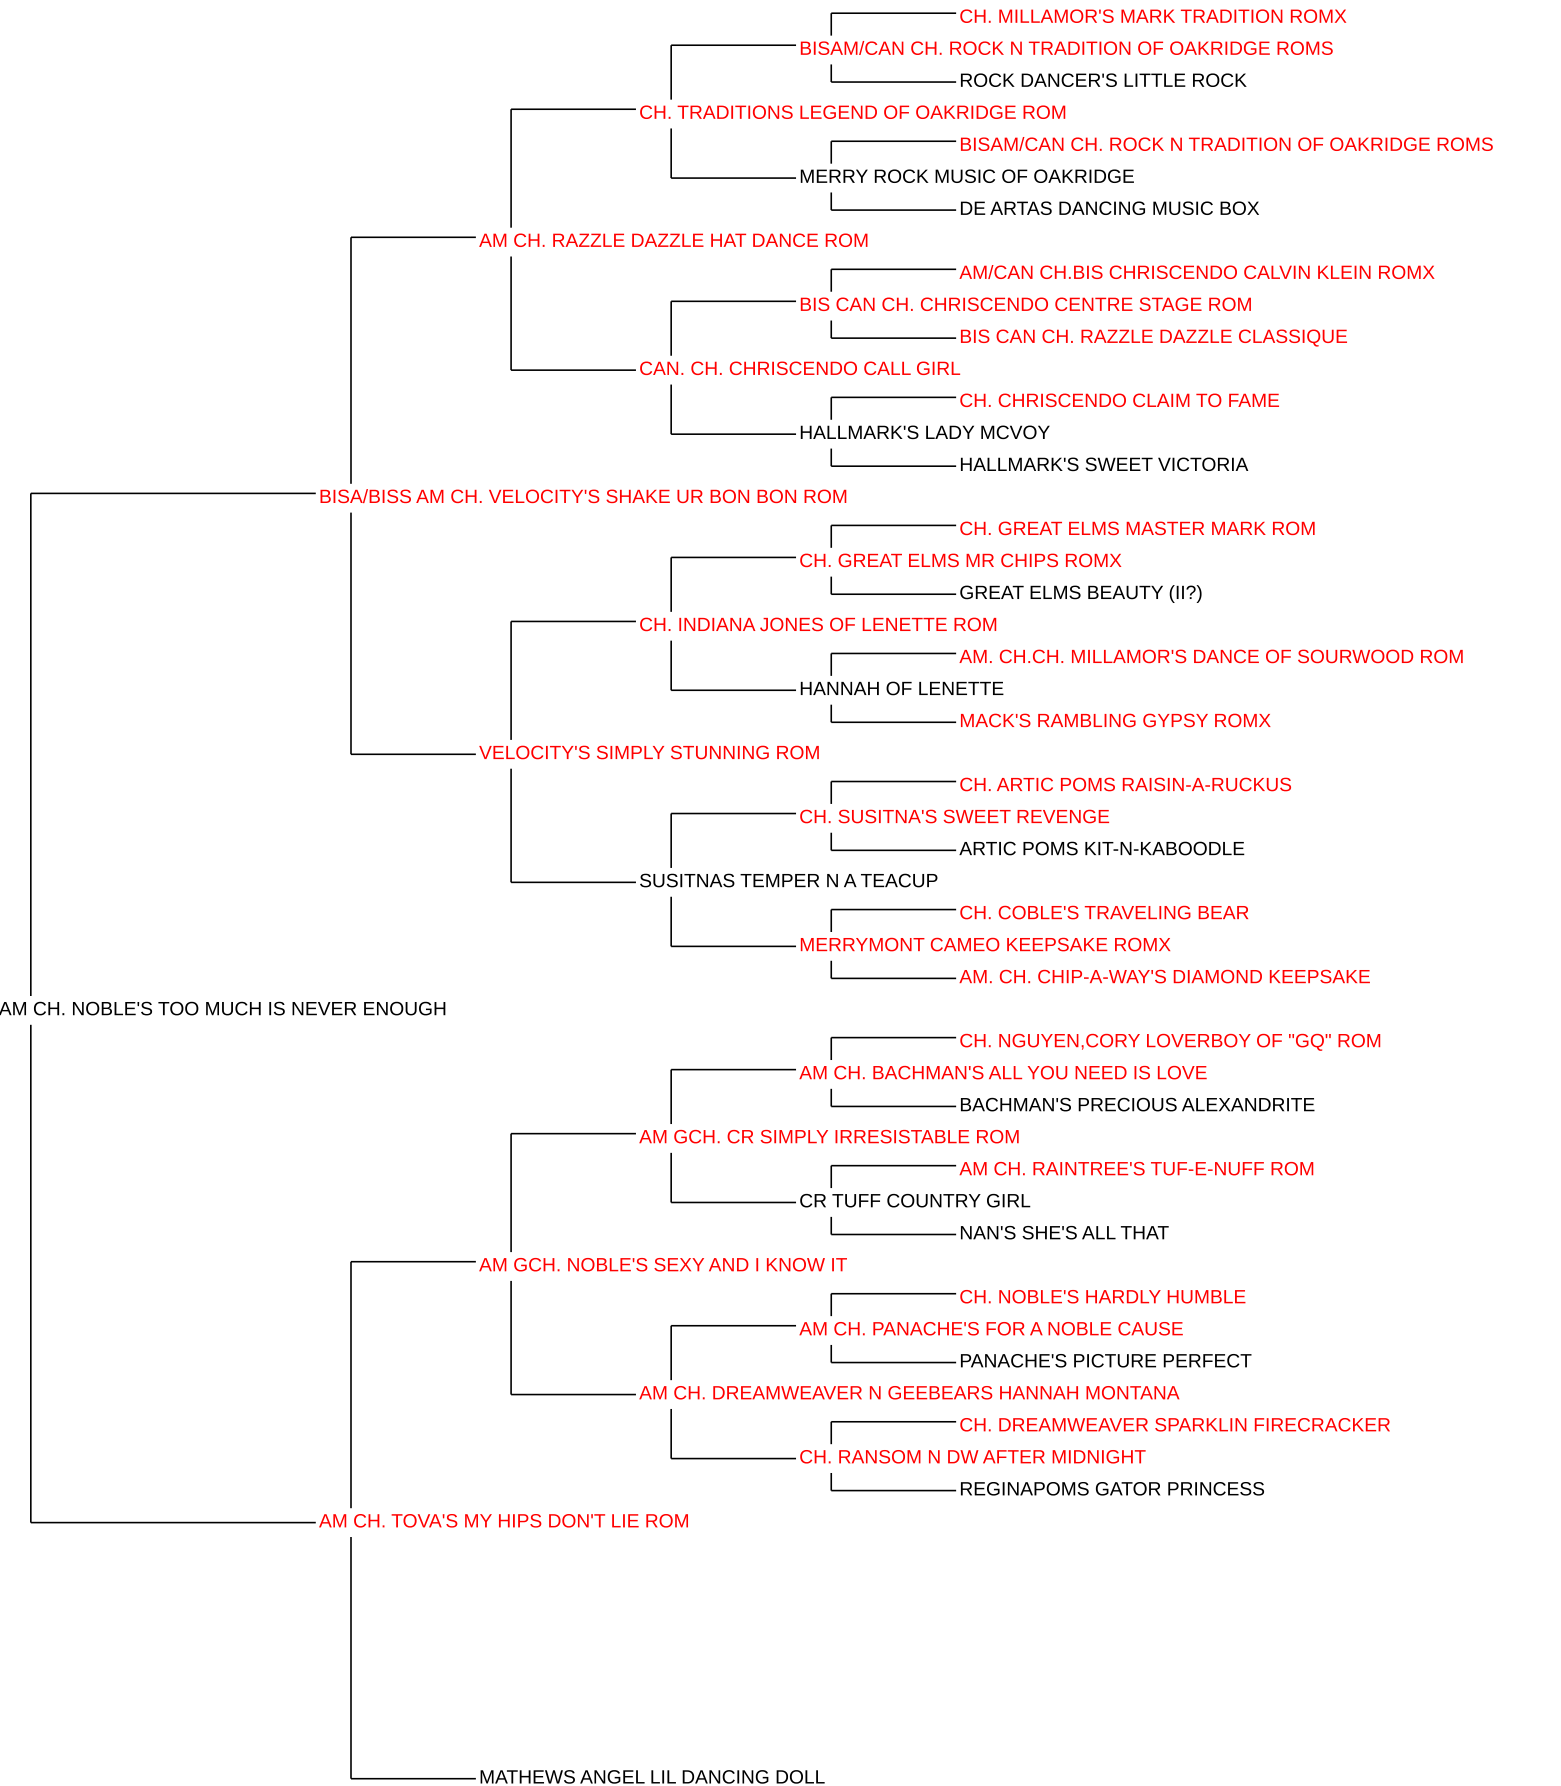 CH. MILLAMOR'S MARK TRADITION ROMX
BISAM/CAN CH. ROCK N TRADITION OF OAKRIDGE ROMS
ROCK DANCER'S LITTLE ROCK
CH. TRADITIONS LEGEND OF OAKRIDGE ROM
BISAM/CAN CH. ROCK N TRADITION OF OAKRIDGE ROMS
MERRY ROCK MUSIC OF OAKRIDGE
DE ARTAS DANCING MUSIC BOX
AM CH. RAZZLE DAZZLE HAT DANCE ROM
AM/CAN CH.BIS CHRISCENDO CALVIN KLEIN ROMX
BIS CAN CH. CHRISCENDO CENTRE STAGE ROM
BIS CAN CH. RAZZLE DAZZLE CLASSIQUE
CAN. CH. CHRISCENDO CALL GIRL
CH. CHRISCENDO CLAIM TO FAME
HALLMARK'S LADY MCVOY
HALLMARK'S SWEET VICTORIA
BISA/BISS AM CH. VELOCITY'S SHAKE UR BON BON ROM
CH. GREAT ELMS MASTER MARK ROM
CH. GREAT ELMS MR CHIPS ROMX
GREAT ELMS BEAUTY (II?)
CH. INDIANA JONES OF LENETTE ROM
AM. CH.CH. MILLAMOR'S DANCE OF SOURWOOD ROM
HANNAH OF LENETTE
MACK'S RAMBLING GYPSY ROMX
VELOCITY'S SIMPLY STUNNING ROM
CH. ARTIC POMS RAISIN-A-RUCKUS
CH. SUSITNA'S SWEET REVENGE
ARTIC POMS KIT-N-KABOODLE
SUSITNAS TEMPER N A TEACUP
CH. COBLE'S TRAVELING BEAR
MERRYMONT CAMEO KEEPSAKE ROMX
AM. CH. CHIP-A-WAY'S DIAMOND KEEPSAKE
AM CH. NOBLE'S TOO MUCH IS NEVER ENOUGH
CH. NGUYEN,CORY LOVERBOY OF "GQ" ROM
AM CH. BACHMAN'S ALL YOU NEED IS LOVE
BACHMAN'S PRECIOUS ALEXANDRITE
AM GCH. CR SIMPLY IRRESISTABLE ROM
AM CH. RAINTREE'S TUF-E-NUFF ROM
CR TUFF COUNTRY GIRL
NAN'S SHE'S ALL THAT
AM GCH. NOBLE'S SEXY AND I KNOW IT
CH. NOBLE'S HARDLY HUMBLE
AM CH. PANACHE'S FOR A NOBLE CAUSE
PANACHE'S PICTURE PERFECT
AM CH. DREAMWEAVER N GEEBEARS HANNAH MONTANA
CH. DREAMWEAVER SPARKLIN FIRECRACKER
CH. RANSOM N DW AFTER MIDNIGHT
REGINAPOMS GATOR PRINCESS
AM CH. TOVA'S MY HIPS DON'T LIE ROM
MATHEWS ANGEL LIL DANCING DOLL